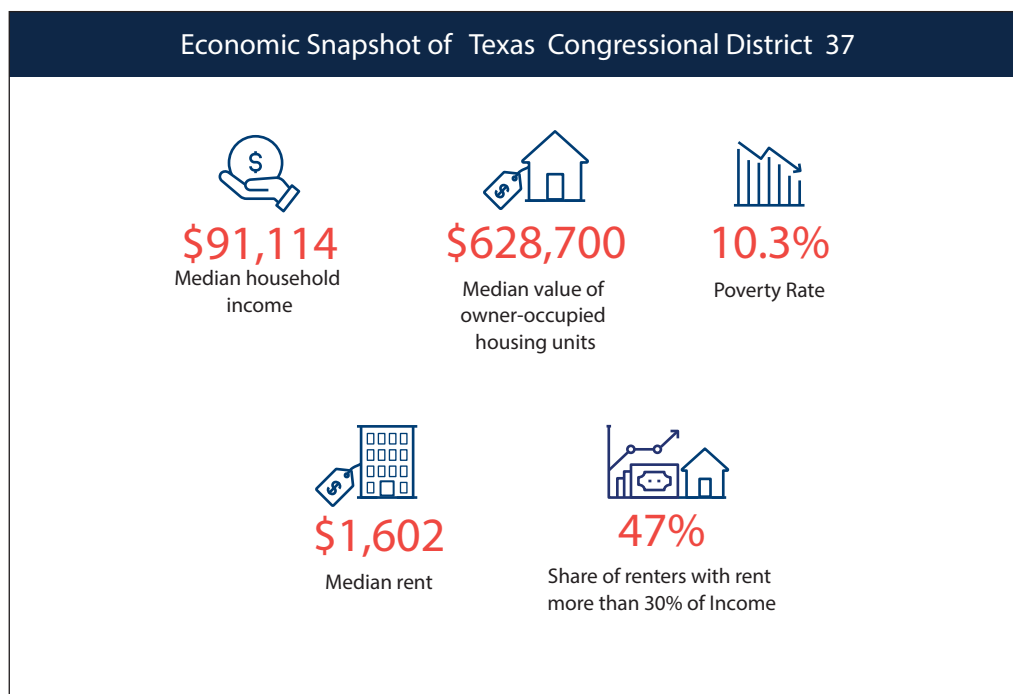 Economic Snapshot of Texas Congressional District 37
$
$
$91,114
$628,700
10.3%
Median household
income
Median value of
owner-occupied
housing units
Poverty Rate
$
$1,602
47%
Median rent
Share of renters with rent
more than 30% of Income